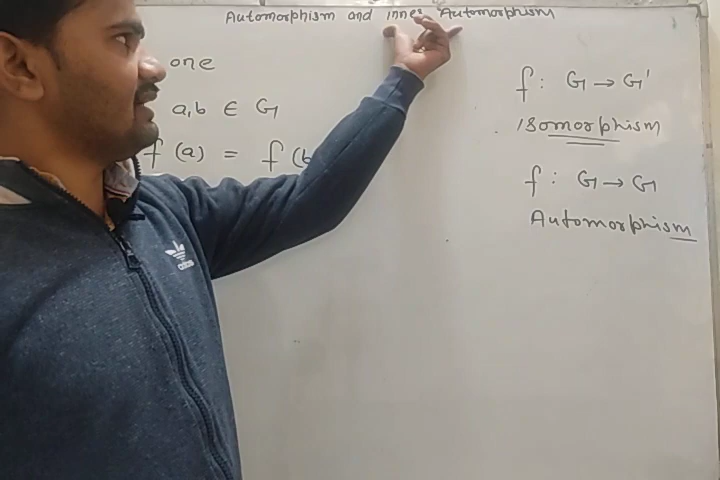 Automorphism and inner Automorphism
one
a,b ∈ G
f (a) = f (b
f : G → G'
isomorphism
f : G → G
Automorphism
adidas